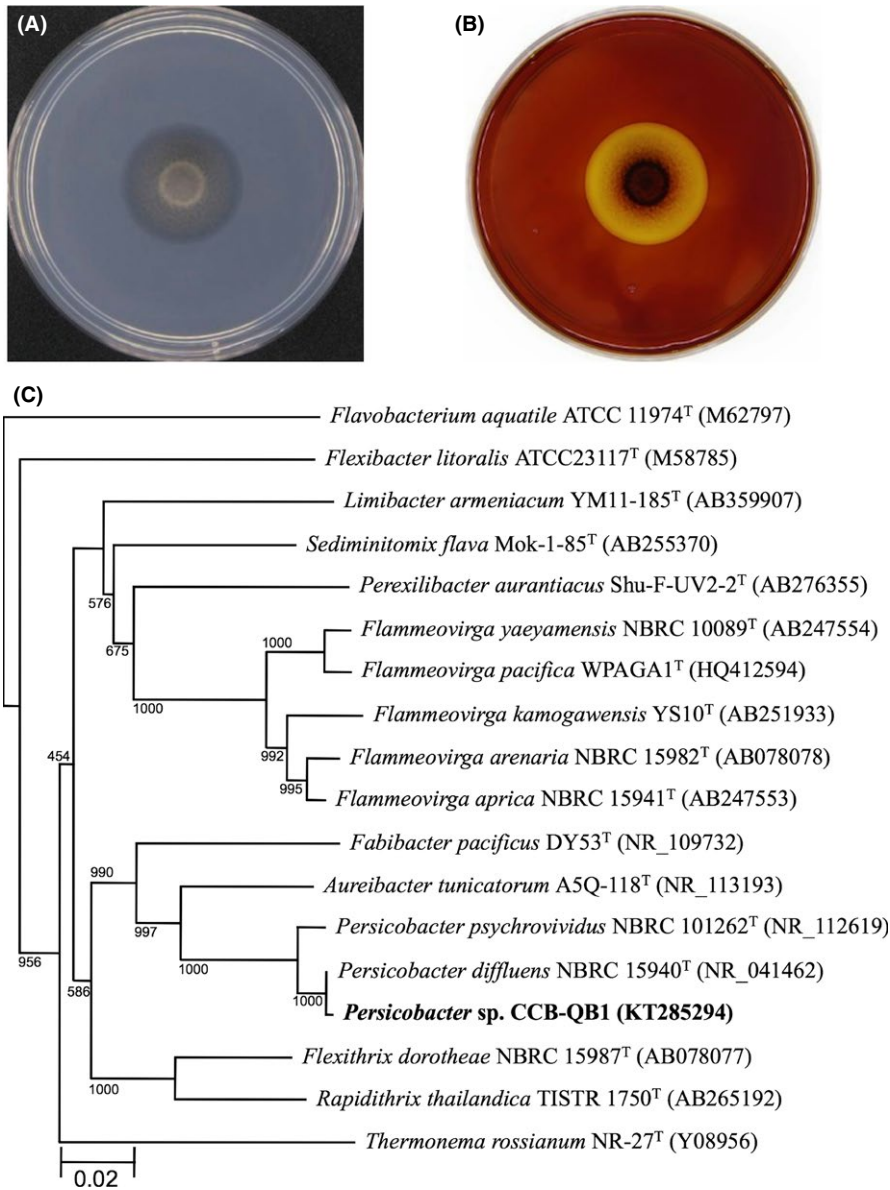 (A)
(B)
(C)
Flavobacterium aquatile ATCC 11974ᵀ (M62797)
Flexibacter litoralis ATCC23117ᵀ (M58785)
Limibacter armeniacum YM11-185ᵀ (AB359907)
Sediminitomix flava Mok-1-85ᵀ (AB255370)
576
Perexilibacter aurantiacus Shu-F-UV2-2ᵀ (AB276355)
675
1000
Flammeovirga yaeyamensis NBRC 10089ᵀ (AB247554)
Flammeovirga pacifica WPAGA1ᵀ (HQ412594)
1000
Flammeovirga kamogawensis YS10ᵀ (AB251933)
992
454
Flammeovirga arenaria NBRC 15982ᵀ (AB078078)
995
Flammeovirga aprica NBRC 15941ᵀ (AB247553)
Fabibacter pacificus DY53ᵀ (NR_109732)
990
Aureibacter tunicatorum A5Q-118ᵀ (NR_113193)
997
Persicobacter psychrovividus NBRC 101262ᵀ (NR_112619)
956
1000
Persicobacter diffluens NBRC 15940ᵀ (NR_041462)
586
1000
Persicobacter sp. CCB-QB1 (KT285294)
Flexithrix dorotheae NBRC 15987ᵀ (AB078077)
1000
Rapidithrix thailandica TISTR 1750ᵀ (AB265192)
Thermonema rossianum NR-27ᵀ (Y08956)
0.02